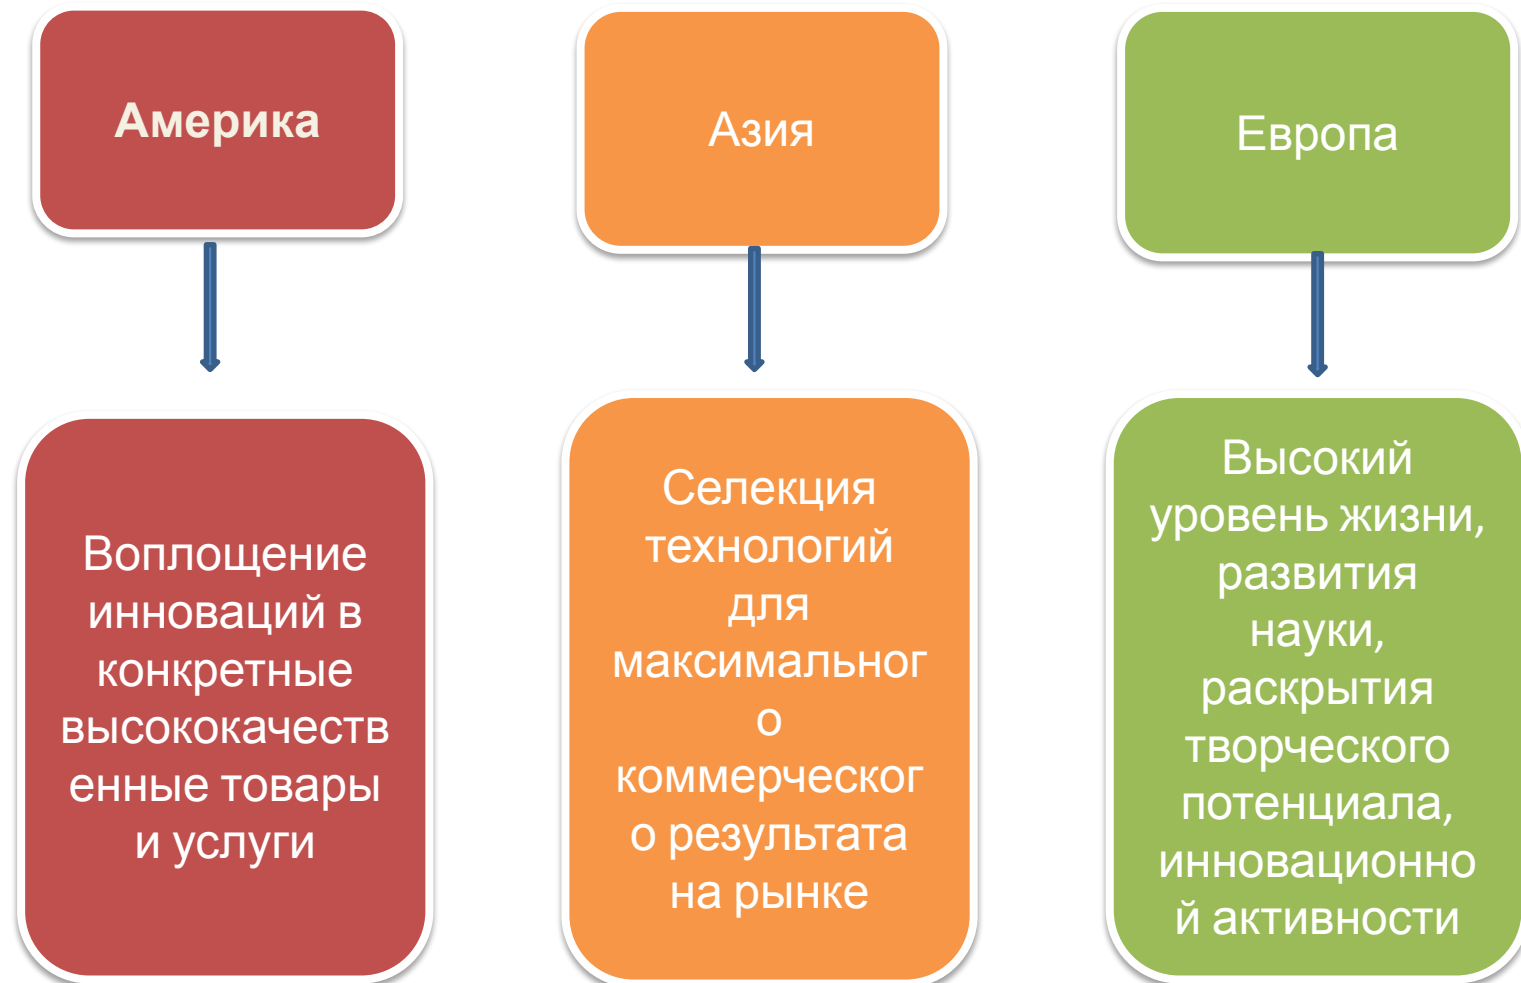 Америка
Азия
Европа
Воплощение
инноваций в
конкретные
высококачеств
енные товары
и услуги
Селекция
технологий
для
максимальног
о
коммерческог
о результата
на рынке
Высокий
уровень жизни,
развития
науки,
раскрытия
творческого
потенциала,
инновационно
й активности